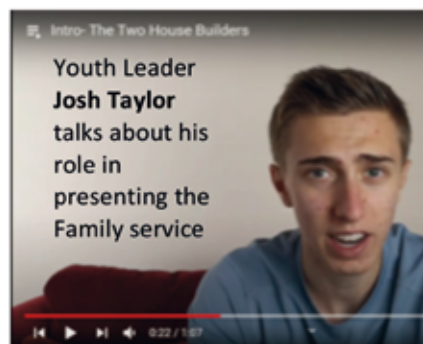 Intro- The Two House Builders
Youth Leader
Josh Taylor
talks about his
role in
presenting the
Family service
0:22 / 1:07